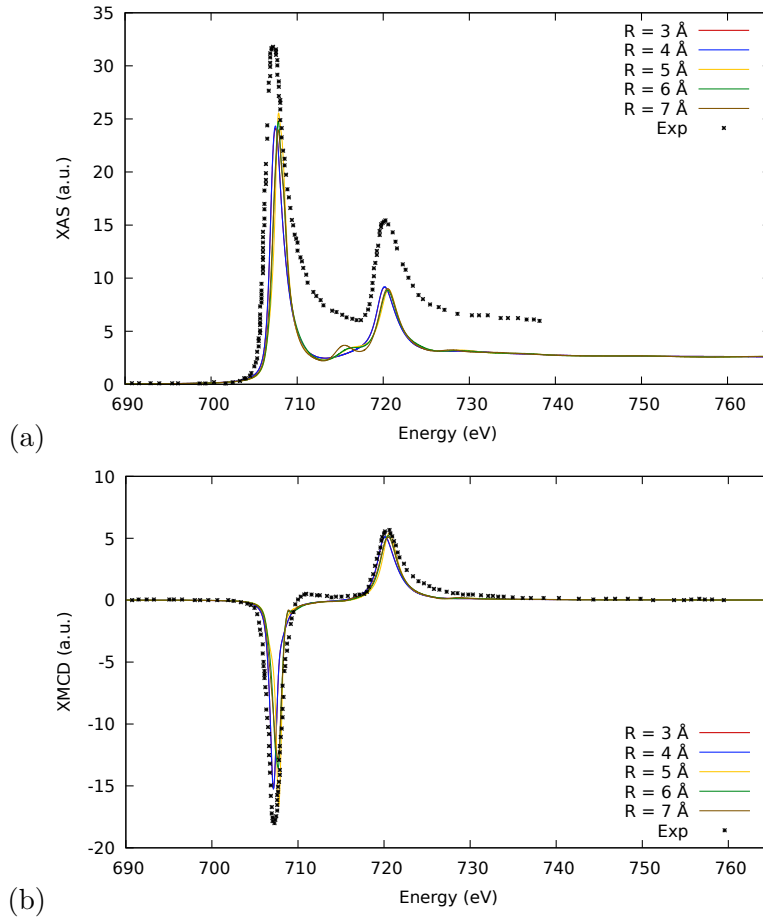 35
30
25
20
15
10
5
0
XAS (a.u.)
R = 3 Å
R = 4 Å
R = 5 Å
R = 6 Å
R = 7 Å
Exp
690 700 710 720 730 740 750 760
Energy (eV)
(a)
10
5
0
-5
-10
-15
-20
XMCD (a.u.)
R = 3 Å
R = 4 Å
R = 5 Å
R = 6 Å
R = 7 Å
Exp
690 700 710 720 730 740 750 760
Energy (eV)
(b)